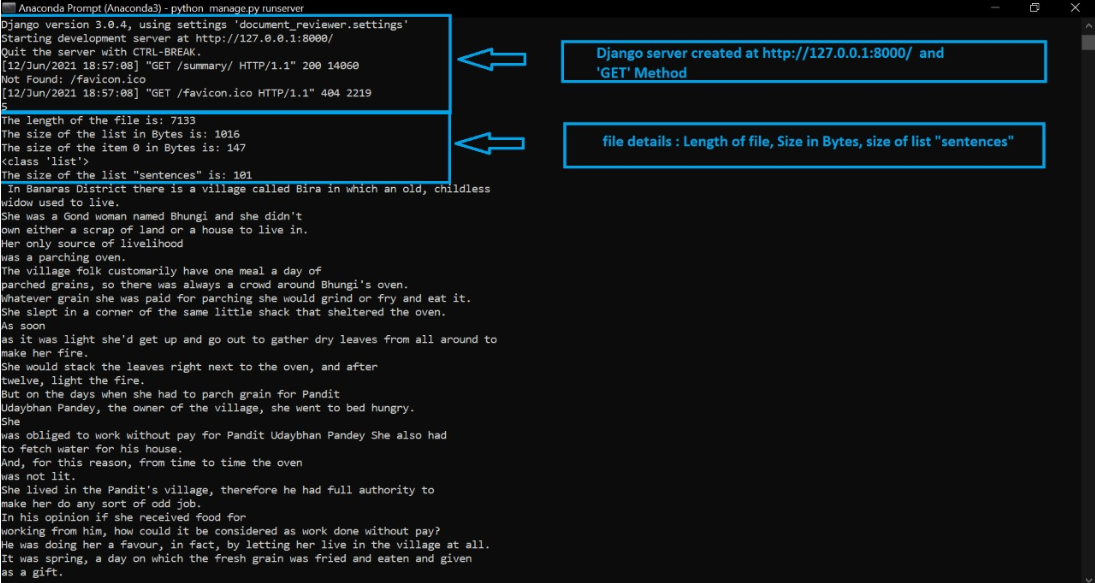 Anaconda Prompt (Anaconda3) - python manage.py runserver
Django version 3.0.4, using settings 'document_reviewer.settings'
Starting development server at http://127.0.0.1:8000/
Quit the server with CTRL-BREAK.
[12/Jun/2021 18:57:08] "GET /summary/ HTTP/1.1" 200 14060
Not Found: /favicon.ico
[12/Jun/2021 18:57:08] "GET /favicon.ico HTTP/1.1" 404 2219
5
Django server created at http://127.0.0.1:8000/ and
'GET' Method
The length of the file is: 7133
The size of the list in Bytes is: 1016
The size of the item 0 in Bytes is: 147
<class 'list'>
The size of the list "sentences" is: 101
file details : Length of file, Size in Bytes, size of list "sentences"
In Banaras District there is a village called Bira in which an old, childless
widow used to live.
She was a Gond woman named Bhungi and she didn't
own either a scrap of land or a house to live in.
Her only source of livelihood
was a parching oven.
The village folk customarily have one meal a day of
parched grains, so there was always a crowd around Bhungi's oven.
Whatever grain she was paid for parching she would grind or fry and eat it.
She slept in a corner of the same little shack that sheltered the oven.
As soon
as it was light she'd get up and go out to gather dry leaves from all around to
make her fire.
She would stack the leaves right next to the oven, and after
twelve, light the fire.
But on the days when she had to parch grain for Pandit
Udaybhan Pandey, the owner of the village, she went to bed hungry.
She
was obliged to work without pay for Pandit Udaybhan Pandey She also had
to fetch water for his house.
And, for this reason, from time to time the oven
was not lit.
She lived in the Pandit's village, therefore he had full authority to
make her do any sort of odd job.
In his opinion if she received food for
working from him, how could it be considered as work done without pay?
He was doing her a favour, in fact, by letting her live in the village at all.
It was spring, a day on which the fresh grain was fried and eaten and given
as a gift.